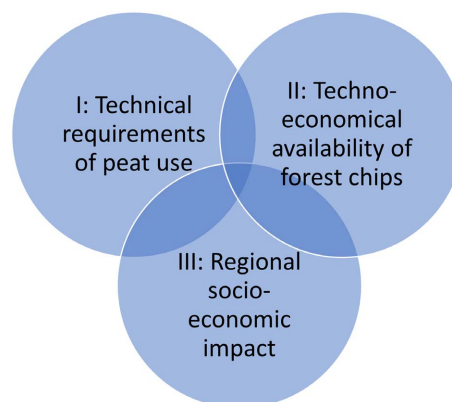 I: Technical
requirements
of peat use
II: Techno-
economical
availability of
forest chips
III: Regional
socio-
economic
impact